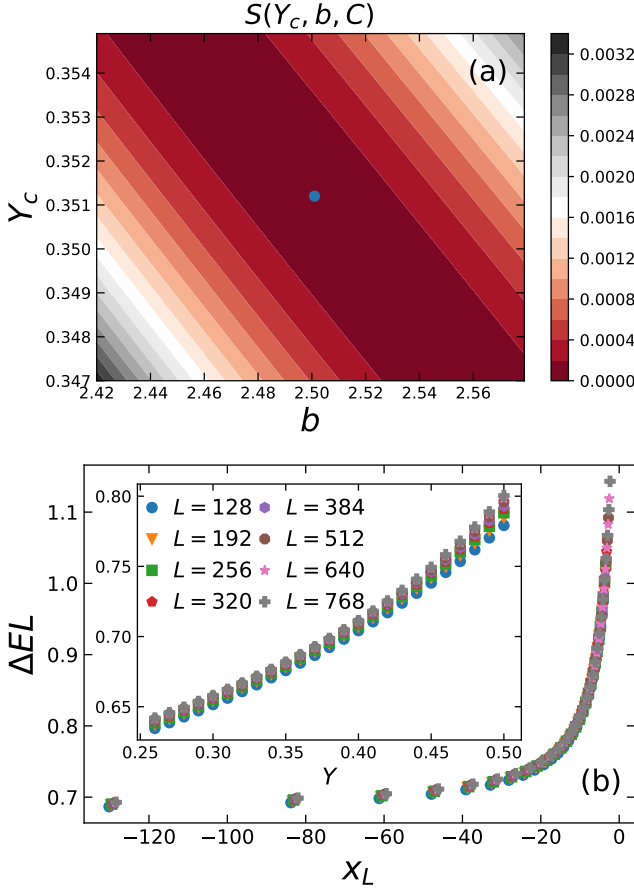 S(Y_c, b, C)
(a)
0.354
0.353
0.352
0.351
0.350
0.349
0.348
0.347
Y_c
2.42 2.44 2.46 2.48 2.50 2.52 2.54 2.56
b
0.0032
0.0028
0.0024
0.0020
0.0016
0.0012
0.0008
0.0004
0.0000
1.1
1.0
0.9
0.8
0.7
ΔEL
0.80
0.75
0.70
0.65
L = 128 L = 384
L = 192 L = 512
L = 256 L = 640
L = 320 L = 768
0.25 0.30 0.35 0.40 0.45 0.50
Y
(b)
−120 −100 −80 −60 −40 −20 0
x_L